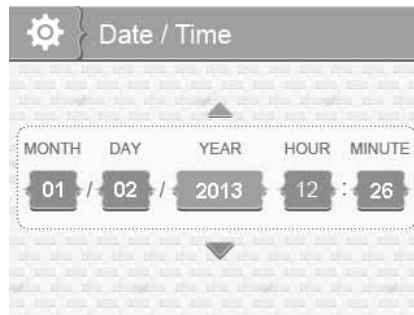 Date / Time
MONTH DAY YEAR HOUR MINUTE
01 / 02 / 2013 12 : 26